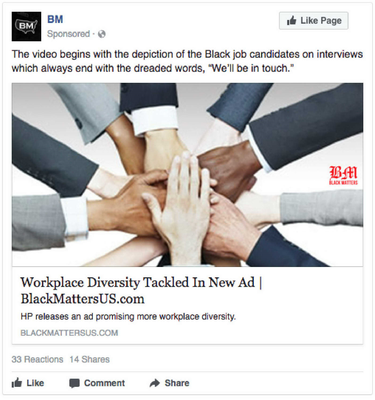 BM
BM
Sponsored ·
Like Page
The video begins with the depiction of the Black job candidates on interviews
which always end with the dreaded words, "We'll be in touch."
BM
BLACK MATTERS
Workplace Diversity Tackled In New Ad |
BlackMattersUS.com
HP releases an ad promising more workplace diversity.
BLACKMATTERSUS.COM
33 Reactions 14 Shares
Like Comment Share